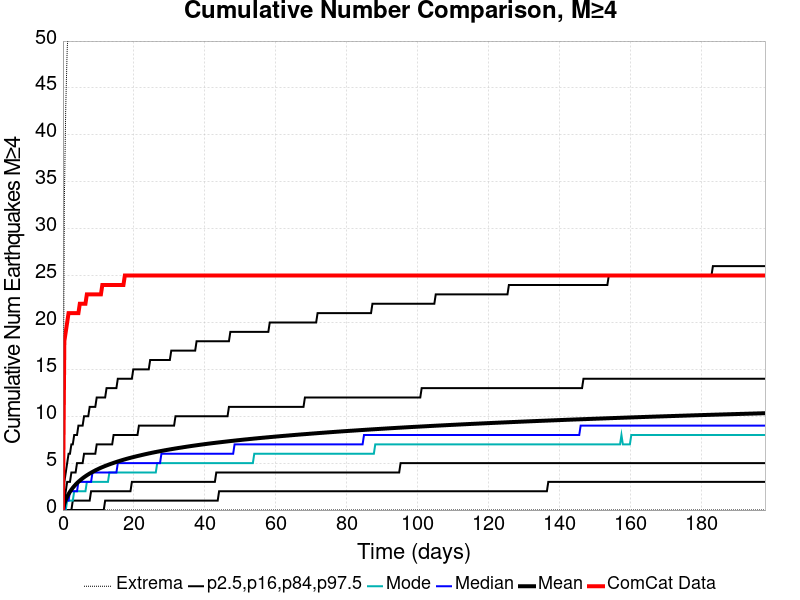 Cumulative Number Comparison, M≥4
Cumulative Num Earthquakes M≥4
50
45
40
35
30
25
20
15
10
5
0
0 20 40 60 80 100 120 140 160 180
Time (days)
Extrema p2.5,p16,p84,p97.5 Mode Median Mean ComCat Data